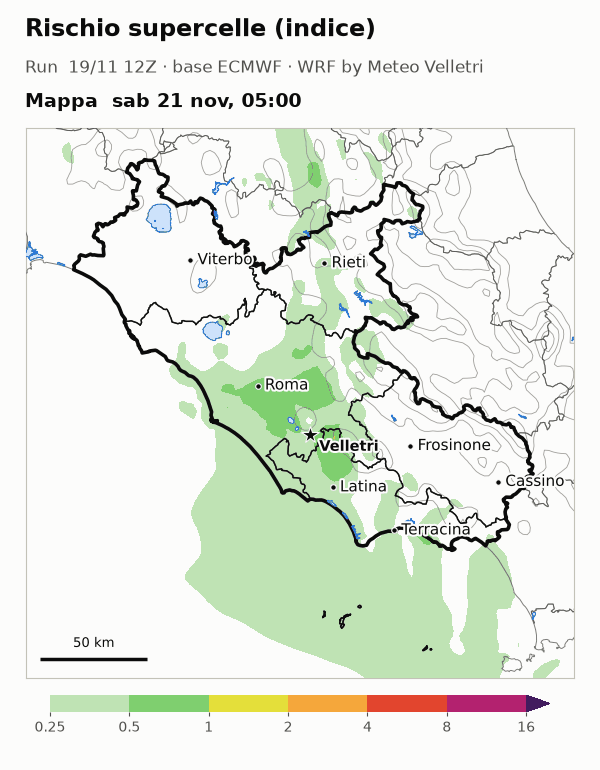 Rischio supercelle (indice)
Run  19/11 12Z · base ECMWF · WRF by Meteo Velletri
Mappa  sab 21 nov, 05:00
Viterbo
Rieti
Roma
Velletri
Frosinone
Cassino
Latina
Terracina
50 km
0.25 0.5 1 2 4 8 16